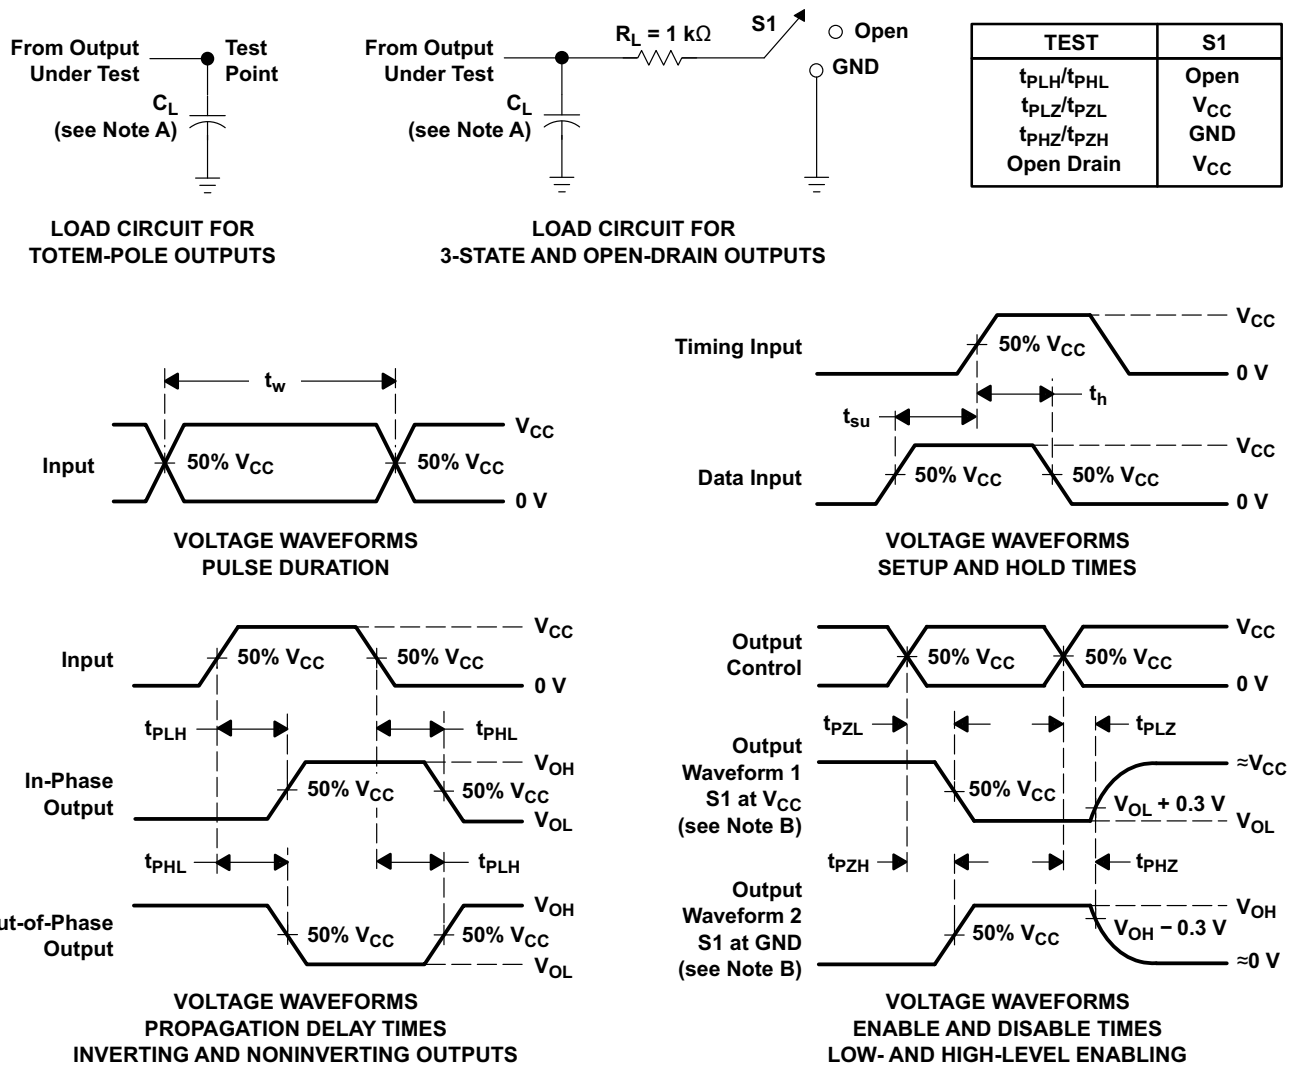 From Output
Under Test
Test
Point
CL
(see Note A)
LOAD CIRCUIT FOR
TOTEM-POLE OUTPUTS
From Output
Under Test
RL = 1 kΩ
S1
Open
GND
CL
(see Note A)
LOAD CIRCUIT FOR
3-STATE AND OPEN-DRAIN OUTPUTS
TEST S1
tPLH/tPHL Open
tPLZ/tPZL VCC
tPHZ/tPZH GND
Open Drain VCC
tw
Input
50% VCC
50% VCC
VCC
0 V
VOLTAGE WAVEFORMS
PULSE DURATION
Timing Input
50% VCC
VCC
0 V
tsu
th
Data Input
50% VCC
50% VCC
VCC
0 V
VOLTAGE WAVEFORMS
SETUP AND HOLD TIMES
Input
50% VCC
50% VCC
VCC
0 V
tPLH
tPHL
In-Phase
Output
50% VCC
50% VCC
VOH
VOL
tPHL
tPLH
ut-of-Phase
Output
50% VCC
50% VCC
VOH
VOL
VOLTAGE WAVEFORMS
PROPAGATION DELAY TIMES
INVERTING AND NONINVERTING OUTPUTS
Output
Control
50% VCC
50% VCC
VCC
0 V
tPZL
tPLZ
Output
Waveform 1
S1 at VCC
(see Note B)
50% VCC
≈VCC
VOL + 0.3 V
VOL
tPZH
tPHZ
Output
Waveform 2
S1 at GND
(see Note B)
50% VCC
VOH
VOH − 0.3 V
≈0 V
VOLTAGE WAVEFORMS
ENABLE AND DISABLE TIMES
LOW- AND HIGH-LEVEL ENABLING